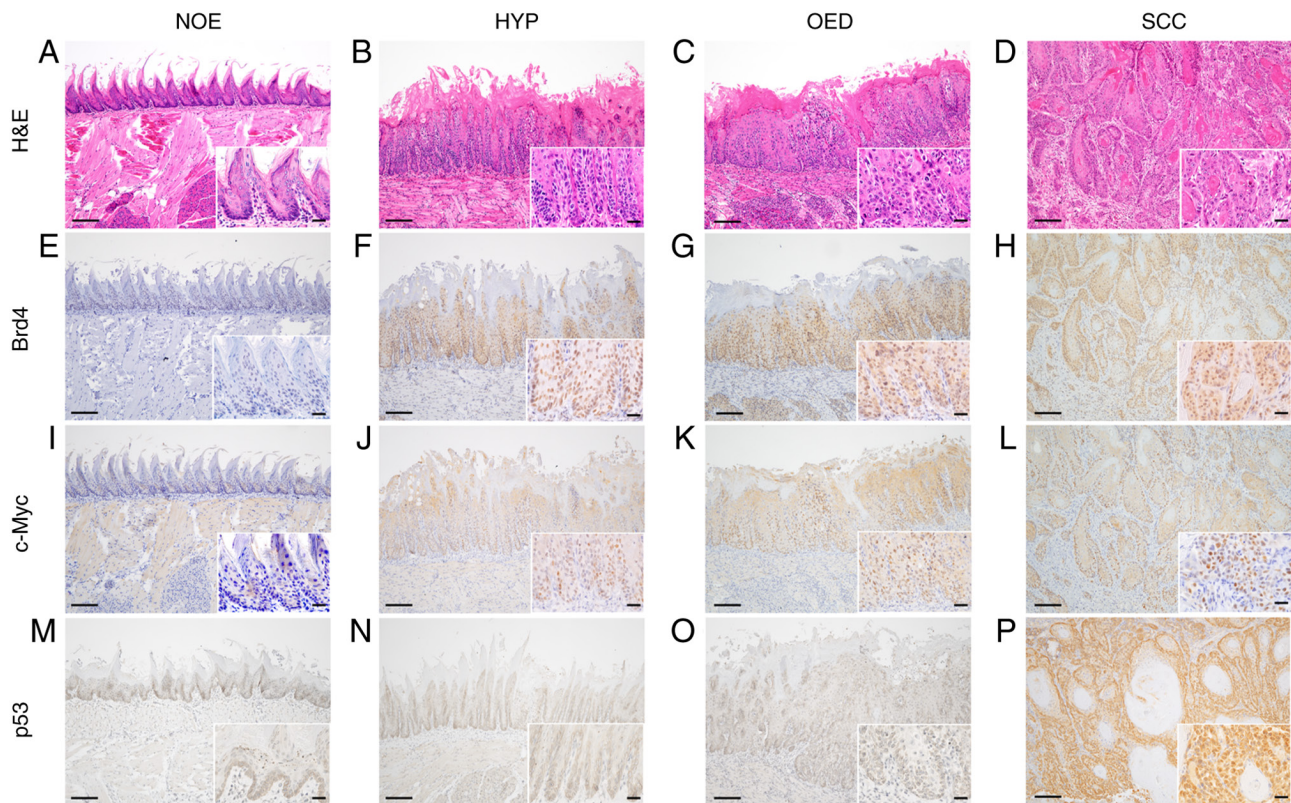 NOE HYP OED SCC
H&E A B C D
Brd4 E F G H
c-Myc I J K L
p53 M N O P